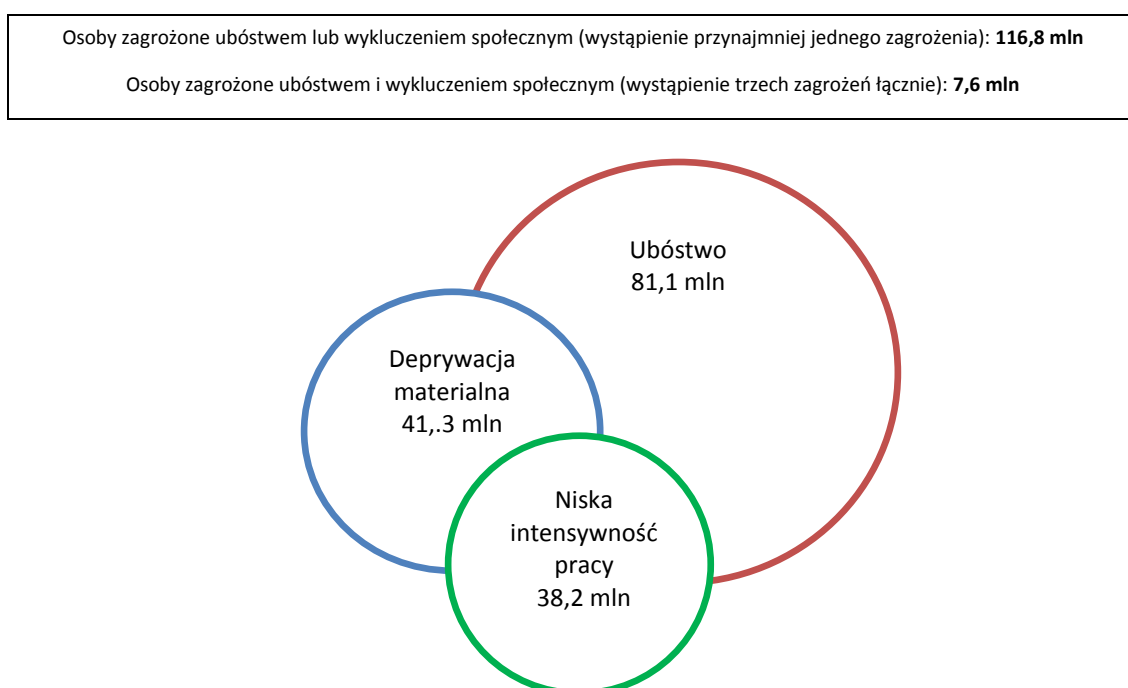 Osoby zagrożone ubóstwem lub wykluczeniem społecznym (wystąpienie przynajmniej jednego zagrożenia): 116,8 mln
Osoby zagrożone ubóstwem i wykluczeniem społecznym (wystąpienie trzech zagrożeń łącznie): 7,6 mln
Ubóstwo
81,1 mln
Deprywacja
materialna
41,.3 mln
Niska
intensywność
pracy
38,2 mln